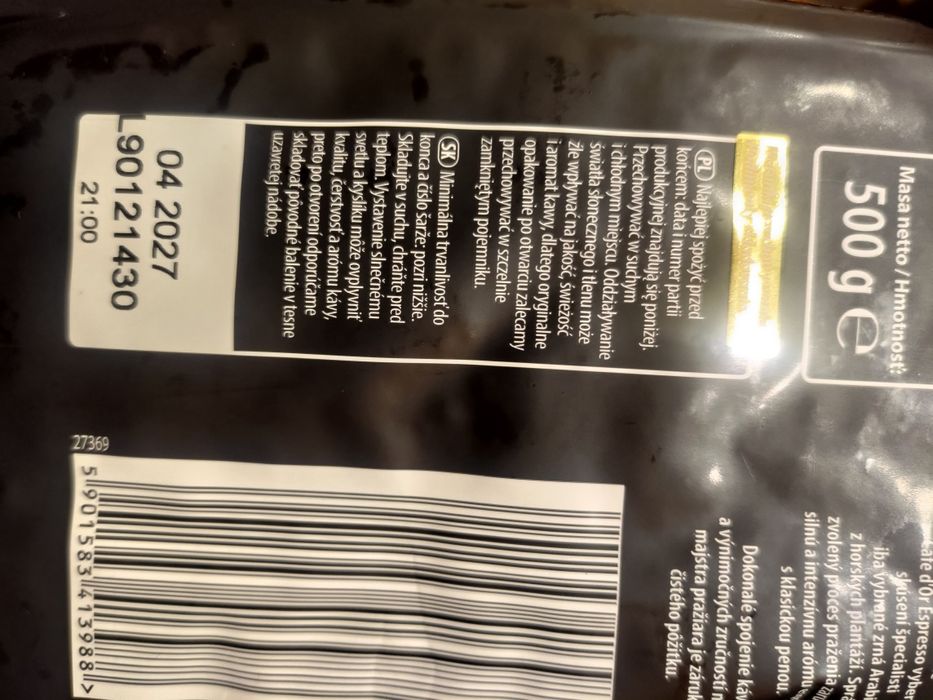 Masa netto / Hmotnosť:
500 g ℮
PL Najlepiej spożyć przed
końcem: data i numer partii
produkcyjnej znajdują się poniżej.
Przechowywać w suchym
i chłodnym miejscu. Oddziaływanie
światła słonecznego i tlenu może
źle wpływać na jakość, świeżość
i aromat kawy, dlatego oryginalne
opakowanie po otwarciu zalecamy
przechowywać w szczelnie
zamkniętym pojemniku.
SK Minimálna trvanlivosť do
konca a číslo šarže: pozri nižšie.
Skladujte v suchu, chráňte pred
teplom. Vystavenie slnečnému
svetlu a kyslíku môže ovplyvniť
kvalitu, čerstvosť a arómu kávy,
preto po otvorení odporúčame
skladovať pôvodné balenie v tesne
uzavretej nádobe.
04 2027
L90121430
21:00
d'Or Espresso
skúsení špecialist
iba vybrané zrná
z horských plantáží.
zvolený proces praženia
silnú a intenzívnu arómu
s klasickou penou
Dokonalé spojenie
a výnimočných zručností
majstra pražiara je
čistého pôžitku.
27369
5 901583 413988 >